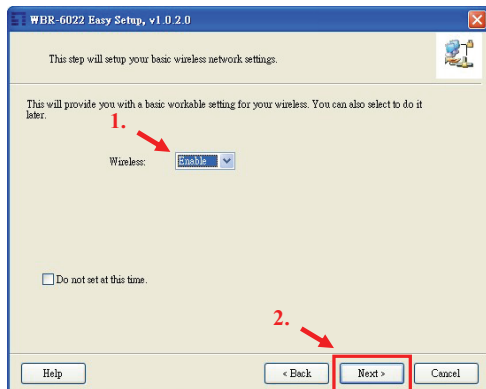 WBR-6022 Easy Setup, v1.0.2.0
This step will setup your basic wireless network settings.
This will provide you with a basic workable setting for your wireless. You can also select to do it
later.
1.
Wireless: Enable
Do not set at this time.
2.
Help < Back Next > Cancel